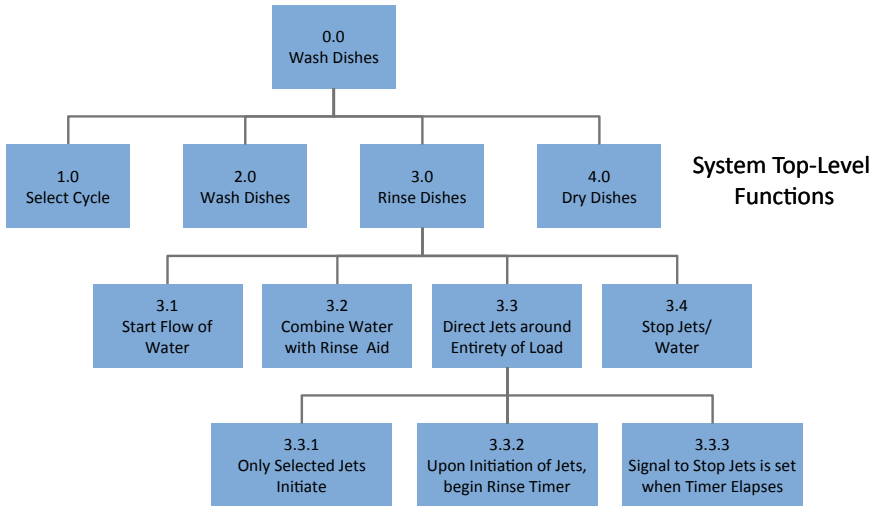 0.0
Wash Dishes
1.0
Select Cycle
2.0
Wash Dishes
3.0
Rinse Dishes
4.0
Dry Dishes
System Top-Level
Functions
3.1
Start Flow of
Water
3.2
Combine Water
with Rinse Aid
3.3
Direct Jets around
Entirety of Load
3.4
Stop Jets/
Water
3.3.1
Only Selected Jets
Initiate
3.3.2
Upon Initiation of Jets,
begin Rinse Timer
3.3.3
Signal to Stop Jets is set
when Timer Elapses